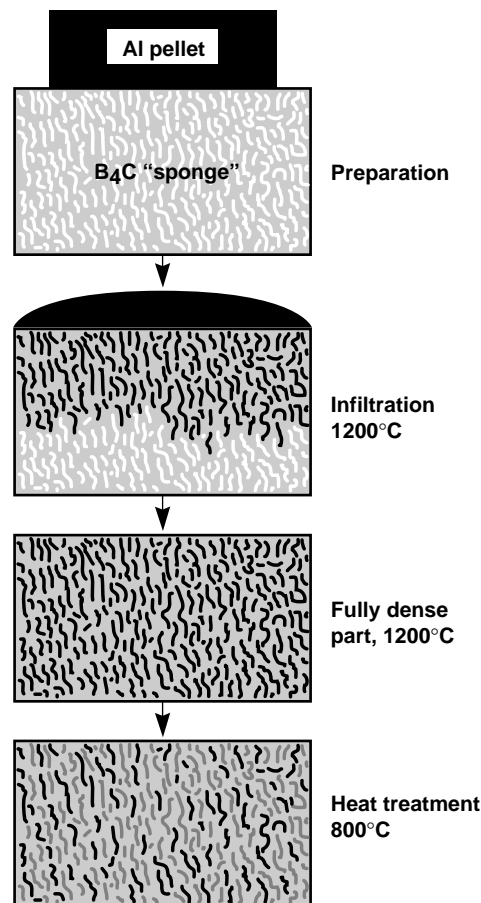 Al pellet
B4C “sponge”
Preparation
Infiltration
1200°C
Fully dense
part, 1200°C
Heat treatment
800°C